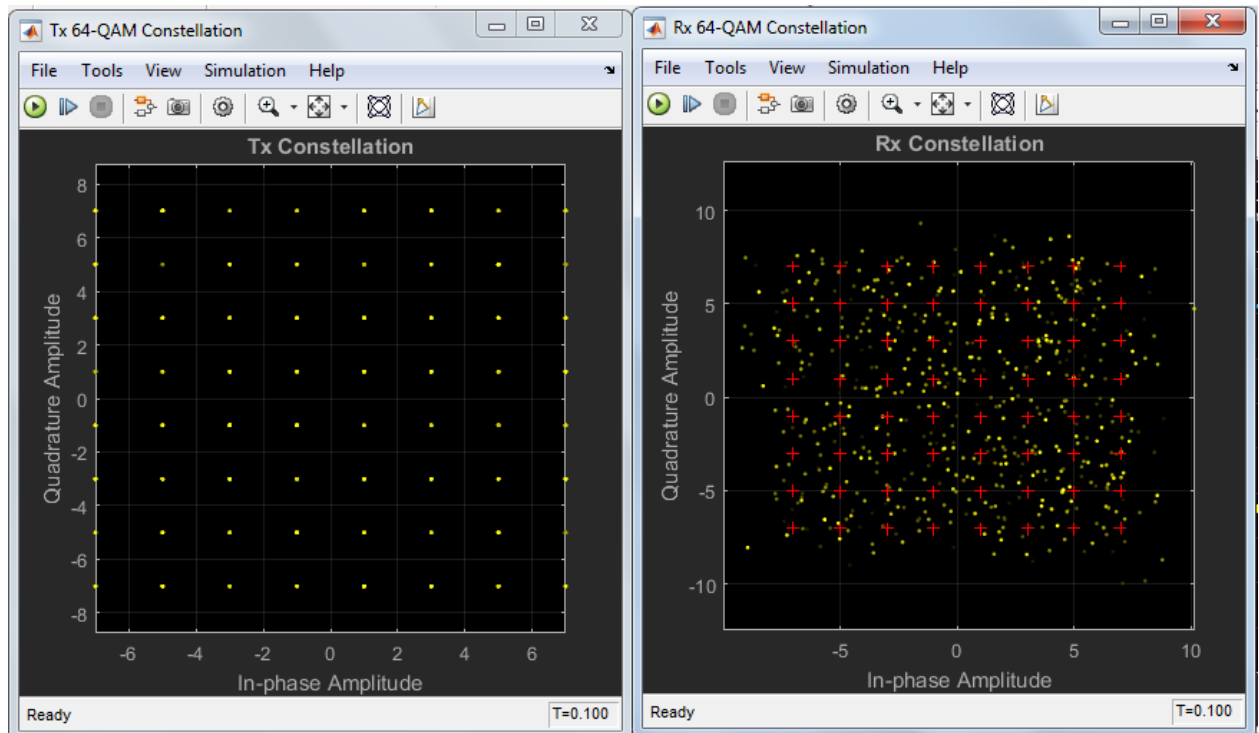 Tx 64-QAM Constellation
File Tools View Simulation Help
Tx Constellation
8
6
4
2
0
-2
-4
-6
-8
Quadrature Amplitude
-6 -4 -2 0 2 4 6
In-phase Amplitude
Ready T=0.100
Rx 64-QAM Constellation
File Tools View Simulation Help
Rx Constellation
10
5
0
-5
-10
Quadrature Amplitude
-5 0 5 10
In-phase Amplitude
Ready T=0.100